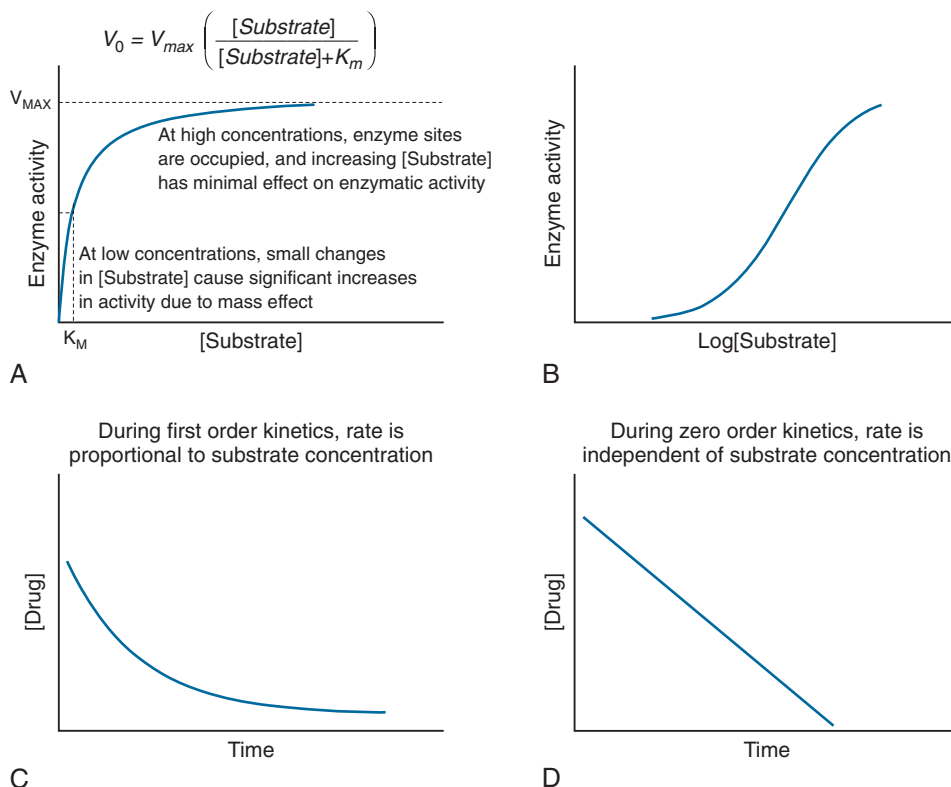 V₀ = Vmax ( [Substrate] / [Substrate]+Kₘ )
V_MAX
Enzyme activity
At high concentrations, enzyme sites
are occupied, and increasing [Substrate]
has minimal effect on enzymatic activity
At low concentrations, small changes
in [Substrate] cause significant increases
in activity due to mass effect
K_M
[Substrate]
A
Enzyme activity
Log[Substrate]
B
During first order kinetics, rate is
proportional to substrate concentration
[Drug]
Time
C
During zero order kinetics, rate is
independent of substrate concentration
[Drug]
Time
D